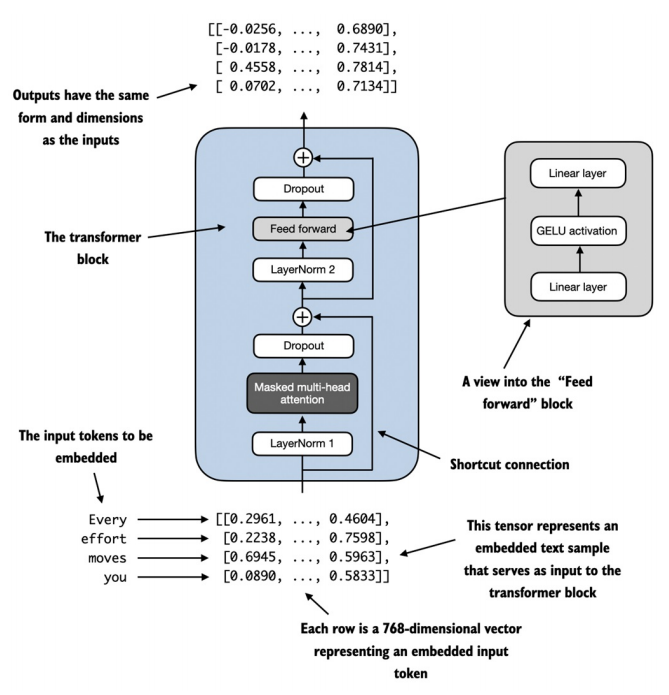 [[-0.0256, ..., 0.6890],
[-0.0178, ..., 0.7431],
[ 0.4558, ..., 0.7814],
[ 0.0702, ..., 0.7134]]
Outputs have the same
form and dimensions
as the inputs
+
Dropout
Feed forward
LayerNorm 2
+
Dropout
Masked multi-head
attention
LayerNorm 1
The transformer
block
Linear layer
GELU activation
Linear layer
A view into the “Feed
forward” block
Shortcut connection
The input tokens to be
embedded
Every [[0.2961, ..., 0.4604],
effort [0.2238, ..., 0.7598],
moves [0.6945, ..., 0.5963],
you [0.0890, ..., 0.5833]]
This tensor represents an
embedded text sample
that serves as input to the
transformer block
Each row is a 768-dimensional vector
representing an embedded input
token